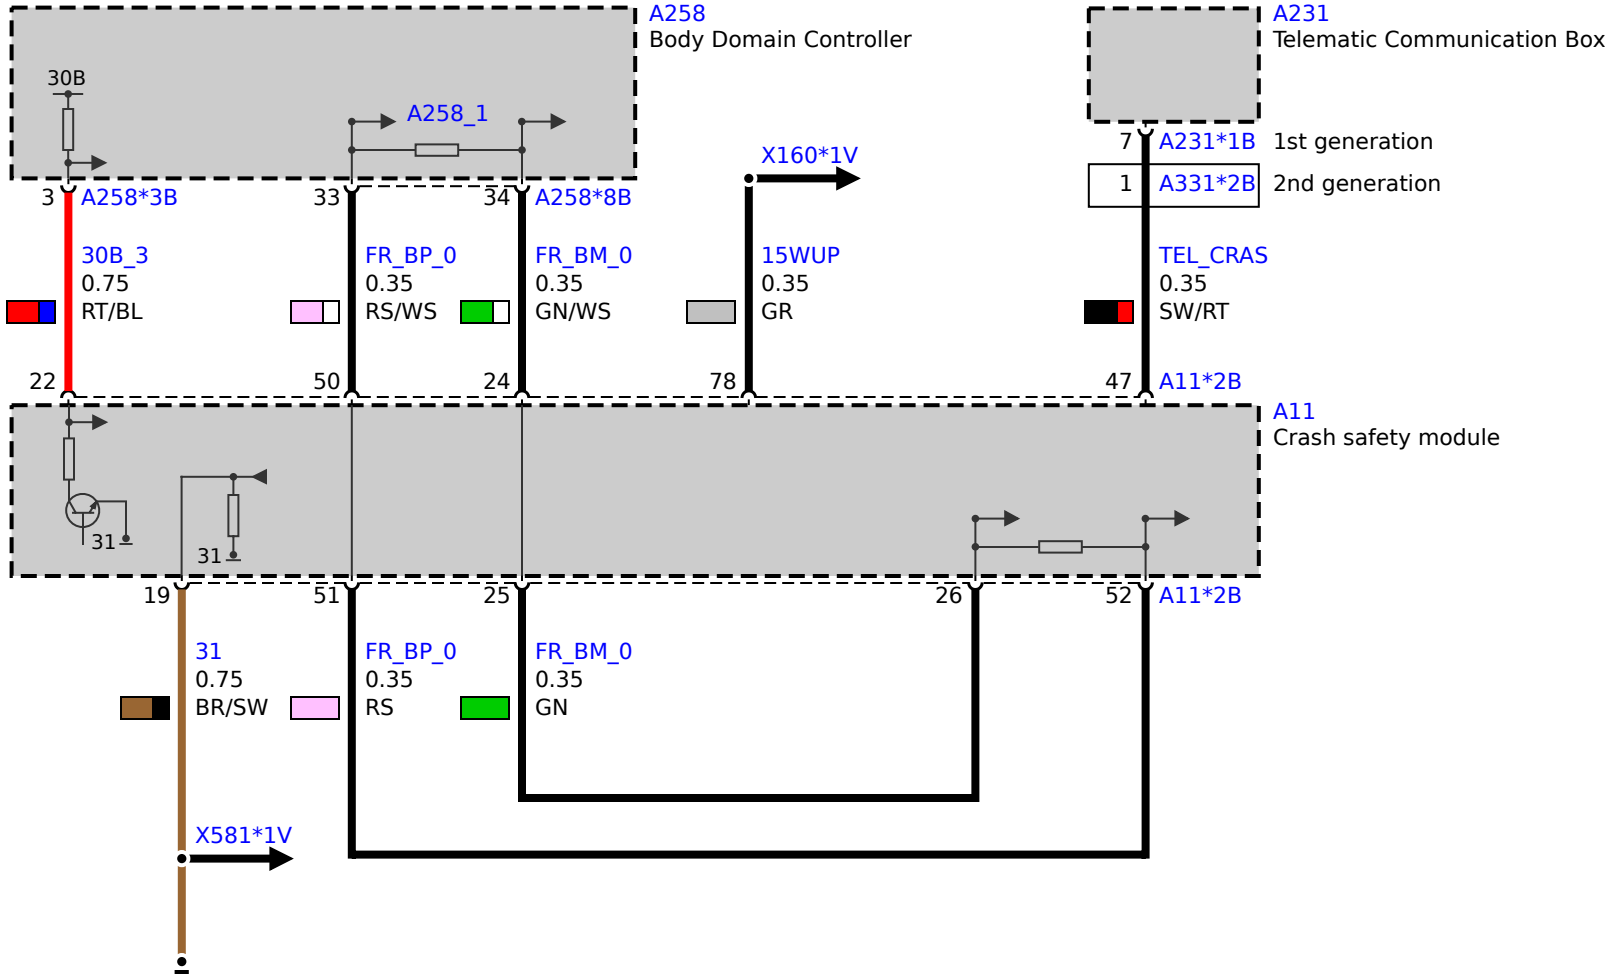 A258
Body Domain Controller
A231
Telematic Communication Box
30B
A258_1
7 A231*1B 1st generation
X160*1V
1 A331*2B 2nd generation
3 A258*3B
33
34 A258*8B
30B_3
0.75
RT/BL
FR_BP_0
0.35
RS/WS
FR_BM_0
0.35
GN/WS
15WUP
0.35
GR
TEL_CRAS
0.35
SW/RT
22
50
24
78
47 A11*2B
A11
Crash safety module
31
31
19
51
25
26
52 A11*2B
31
0.75
BR/SW
FR_BP_0
0.35
RS
FR_BM_0
0.35
GN
X581*1V